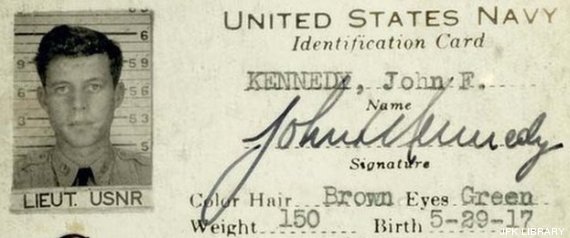 UNITED STATES NAVY
Identification Card
KENNEDY, John F.
Name
John F Kennedy
Signature
LIEUT. USNR
Color Hair Brown Eyes Green
Weight 150 Birth 5-29-17
JFK LIBRARY